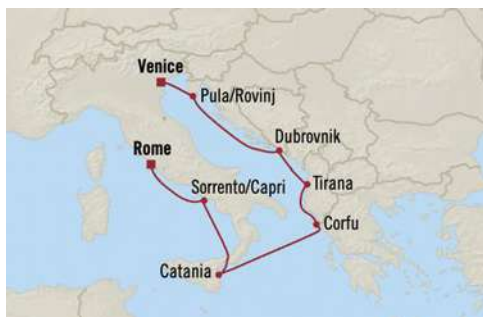 Venice
Pula/Rovinj
Dubrovnik
Rome
Tirana
Sorrento/Capri
Corfu
Catania